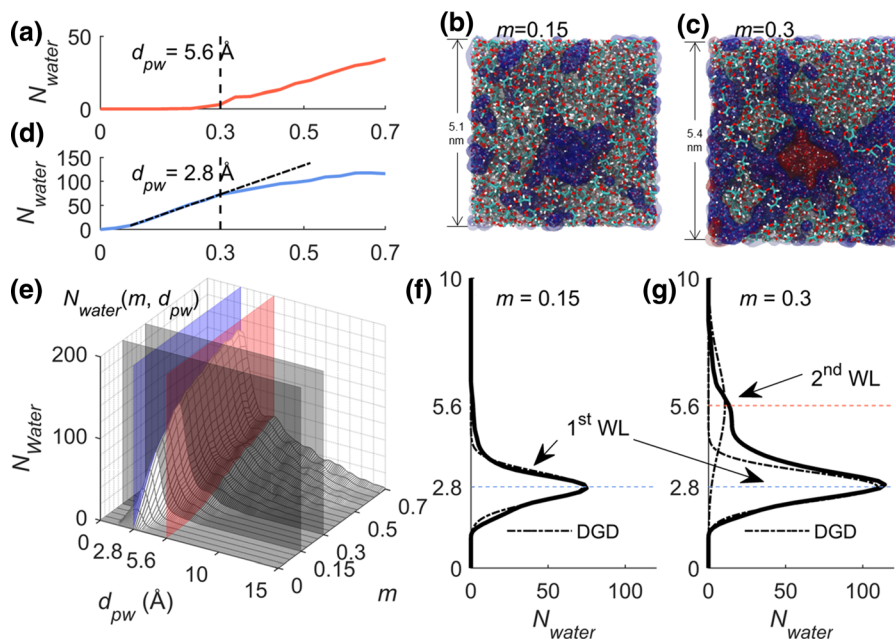 (a)
50
N_water
0
d_pw = 5.6 Å
0 0.3 0.5 0.7
(d)
150
100
50
0
N_water
d_pw = 2.8 Å
0 0.3 0.5 0.7
(b) m=0.15
5.1
nm
(c) m=0.3
5.4
nm
(e)
N_water(m, d_pw)
200
100
0
N_Water
0 2.8 5.6 10 15
d_pw (Å)
0 0.15 0.3 0.5 0.7
m
(f) m = 0.15
10
5.6
2.8
0
1st WL
DGD
0 50 100
N_water
(g) m = 0.3
10
2nd WL
5.6
2.8
0
DGD
0 50 100
N_water